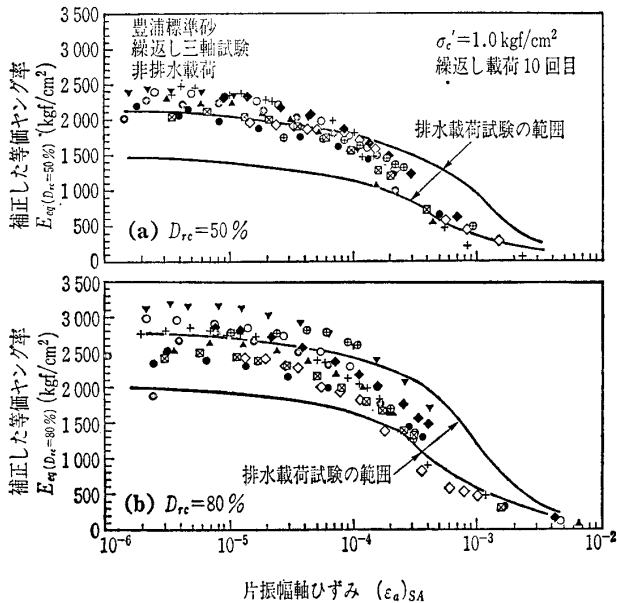 (a)
豊浦標準砂
繰返し三軸試験
非排水載荷
σc′=1.0 kgf/cm²
繰返し載荷10回目
排水載荷試験の範囲
補正した等価ヤング率
Eeq(Drc=50%) (kgf/cm²)
3 500
3 000
2 500
2 000
1 500
1 000
500
0
(a) Drc=50%
補正した等価ヤング率
Eeq(Drc=80%) (kgf/cm²)
3 500
3 000
2 500
2 000
1 500
1 000
500
0
排水載荷試験の範囲
(b)
(b) Drc=80%
10⁻⁶
10⁻⁵
10⁻⁴
10⁻³
10⁻²
片振幅軸ひずみ (εa)SA